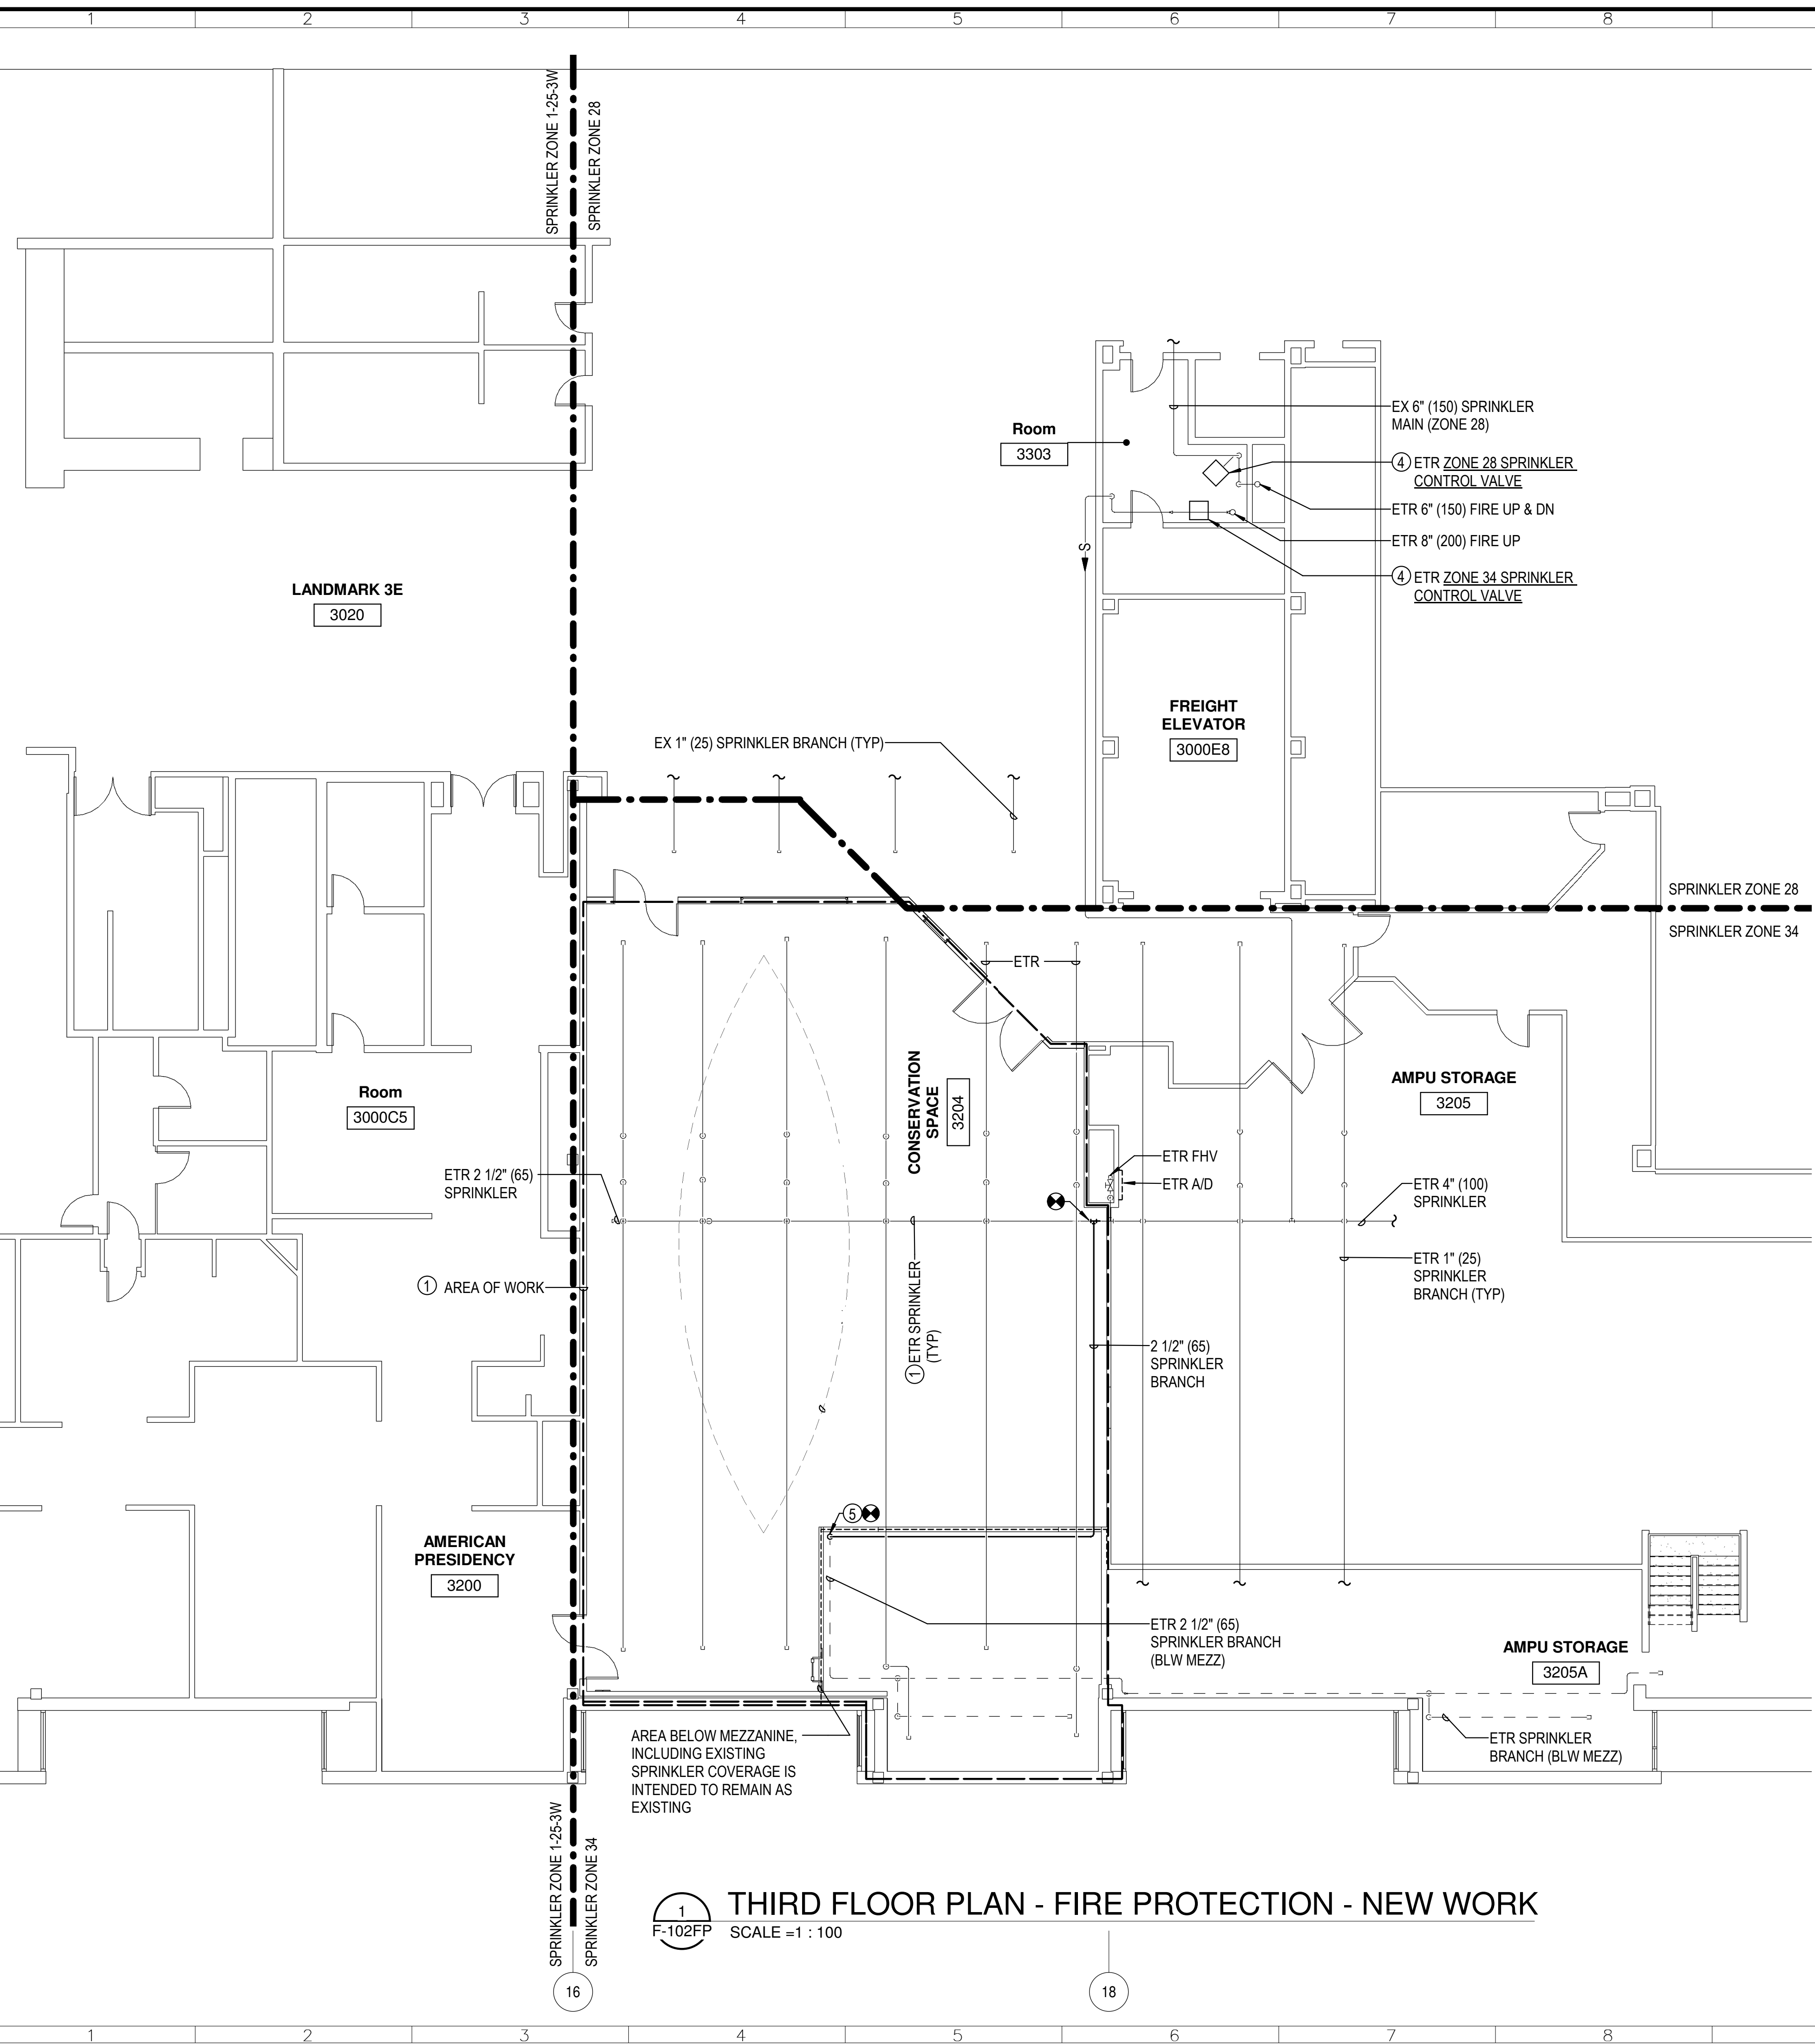 1 2 3 4 5 6 7 8
SPRINKLER ZONE 1-25-3W
SPRINKLER ZONE 28
EX 6" (150) SPRINKLER
MAIN (ZONE 28)
Room
3303
4 ETR ZONE 28 SPRINKLER
CONTROL VALVE
ETR 6" (150) FIRE UP & DN
ETR 8" (200) FIRE UP
S
4 ETR ZONE 34 SPRINKLER
CONTROL VALVE
LANDMARK 3E
3020
FREIGHT
ELEVATOR
3000E8
EX 1" (25) SPRINKLER BRANCH (TYP)
SPRINKLER ZONE 28
SPRINKLER ZONE 34
ETR
CONSERVATION
SPACE
3204
AMPU STORAGE
3205
Room
3000C5
ETR FHV
ETR A/D
ETR 2 1/2" (65)
SPRINKLER
ETR 4" (100)
SPRINKLER
ETR 1" (25)
SPRINKLER
BRANCH (TYP)
1 AREA OF WORK
1 ETR SPRINKLER
(TYP)
2 1/2" (65)
SPRINKLER
BRANCH
5
AMERICAN
PRESIDENCY
3200
ETR 2 1/2" (65)
SPRINKLER BRANCH
(BLW MEZZ)
AMPU STORAGE
3205A
AREA BELOW MEZZANINE,
INCLUDING EXISTING
SPRINKLER COVERAGE IS
INTENDED TO REMAIN AS
EXISTING
ETR SPRINKLER
BRANCH (BLW MEZZ)
SPRINKLER ZONE 1-25-3W
SPRINKLER ZONE 34
1
F-102FP
THIRD FLOOR PLAN - FIRE PROTECTION - NEW WORK
SCALE =1 : 100
16
18
1 2 3 4 5 6 7 8